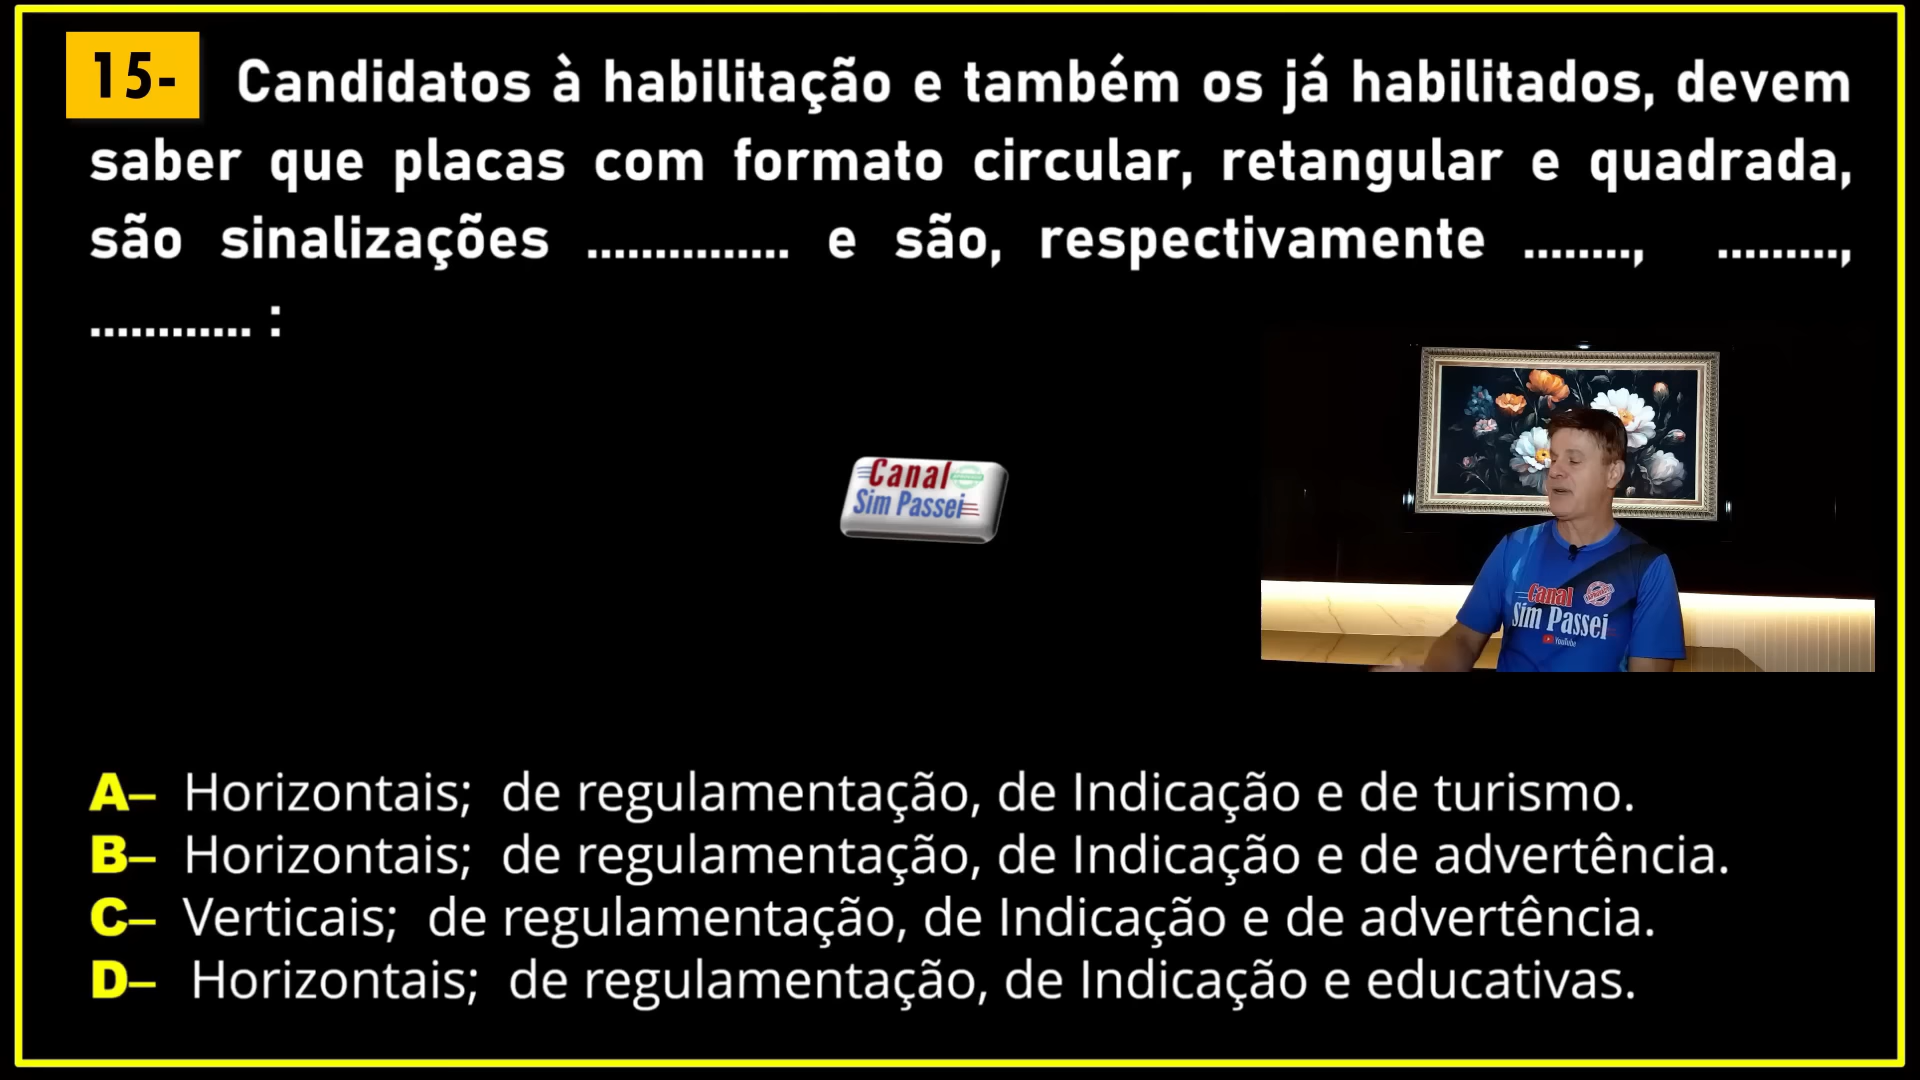 15- Candidatos à habilitação e também os já habilitados, devem
saber que placas com formato circular, retangular e quadrada,
são sinalizações ............... e são, respectivamente ........, .........,
............ :
Canal
Sim Passei
Canal
Sim Passei
YouTube
A– Horizontais; de regulamentação, de Indicação e de turismo.
B– Horizontais; de regulamentação, de Indicação e de advertência.
C– Verticais; de regulamentação, de Indicação e de advertência.
D– Horizontais; de regulamentação, de Indicação e educativas.